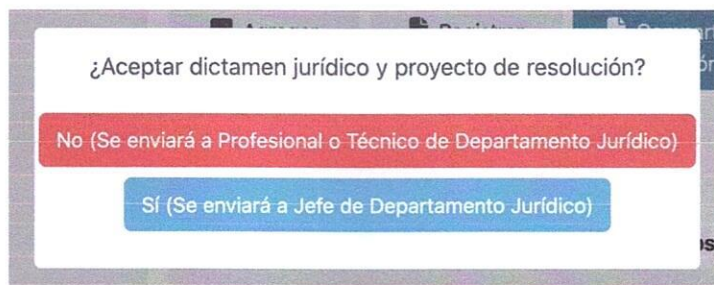 ¿Aceptar dictamen jurídico y proyecto de resolución?
No (Se enviará a Profesional o Técnico de Departamento Jurídico)
Sí (Se enviará a Jefe de Departamento Jurídico)